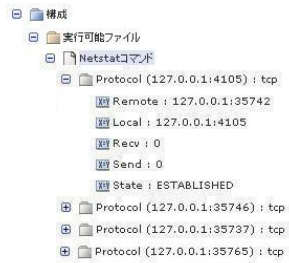 構成
実行可能ファイル
Netstatコマンド
Protocol (127.0.0.1:4105) : tcp
Remote : 127.0.0.1:35742
Local : 127.0.0.1:4105
Recv : 0
Send : 0
State : ESTABLISHED
Protocol (127.0.0.1:35746) : tcp
Protocol (127.0.0.1:35737) : tcp
Protocol (127.0.0.1:35765) : tcp